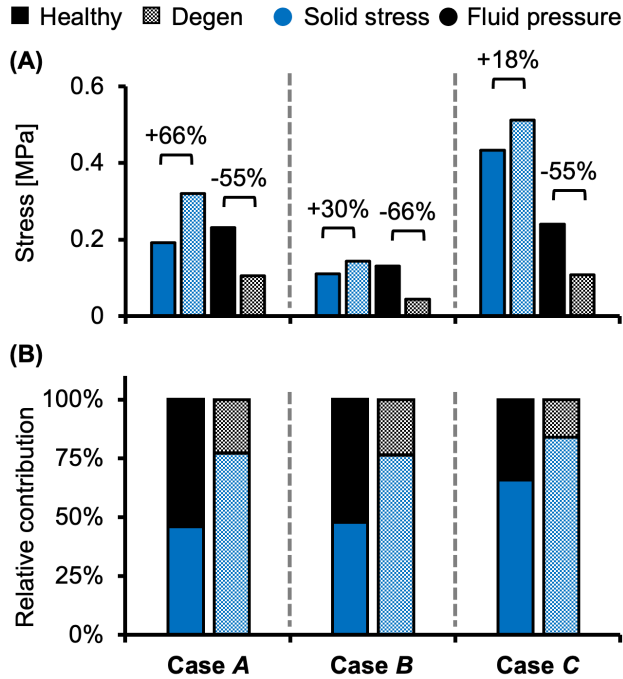 Healthy Degen Solid stress Fluid pressure
(A)
Stress [MPa]
0.6
0.4
0.2
0
+66%
-55%
+30%
-66%
+18%
-55%
(B)
Relative contribution
100%
75%
50%
25%
0%
Case A
Case B
Case C